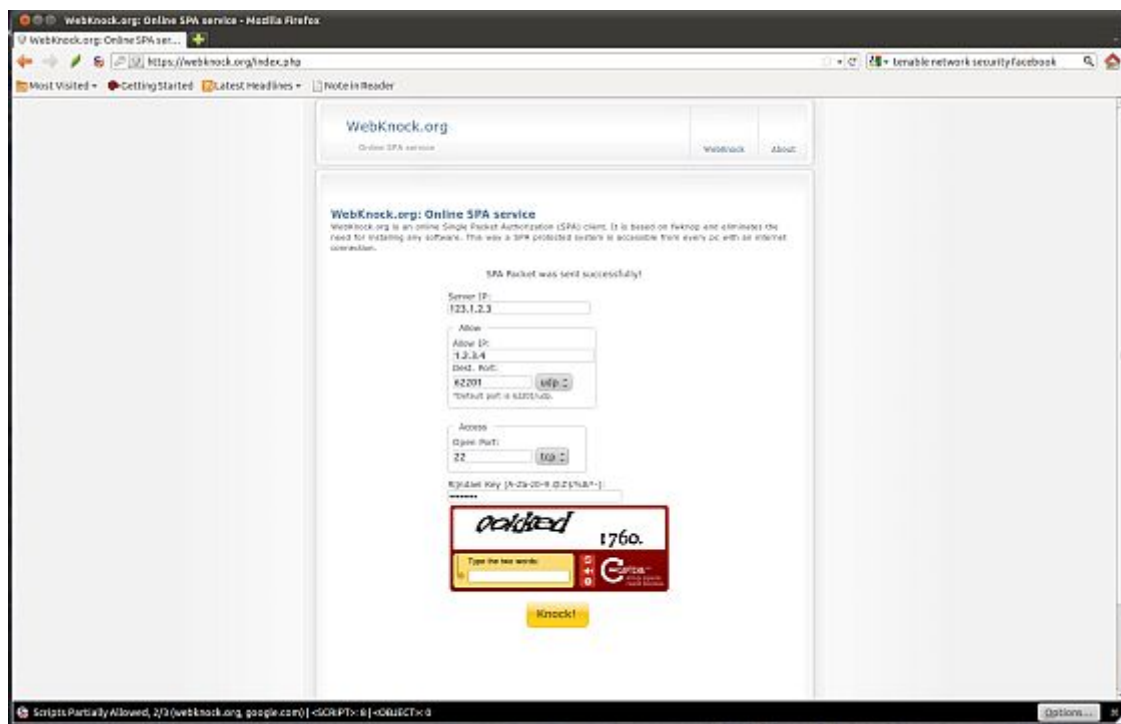 WebKnock.org: Online SPA service - Mozilla Firefox
WebKnock.org: Online SPA ser...
https://webknock.org/index.php
tenable network security facebook
Most Visited
Getting Started
Latest Headlines
Note in Reader
WebKnock.org
Online SPA service
WebKnock
About
WebKnock.org: Online SPA service
WebKnock.org is an online Single Packet Authorization (SPA) client. It is based on fwknop and eliminates the
need for installing any software. This way a SPA protected system is accessible from every pc with an internet
connection.
SPA Packet was sent successfully!
Server IP:
123.1.2.3
Allow
Allow IP:
1.2.3.4
Dest. Port:
62201
udp
*Default port is 62201/udp.
Access
Open Port:
22
tcp
Rijndael Key
1760.
Type the two words:
Knock!
Scripts Partially Allowed, 2/3 (webknock.org, google.com) | <SCRIPT>: 8 | <OBJECT>: 0
Options...